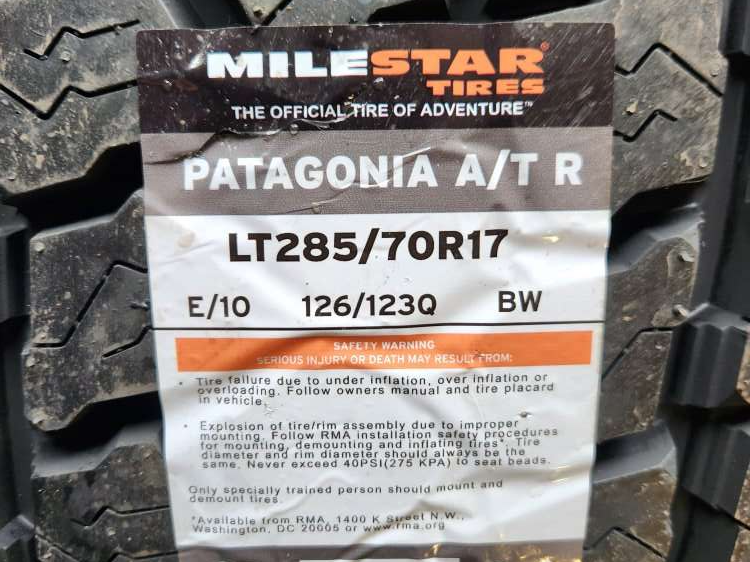 MILESTAR®
TIRES
THE OFFICIAL TIRE OF ADVENTURE™
PATAGONIA A/T R
LT285/70R17
E/10 126/123Q BW
SAFETY WARNING
SERIOUS INJURY OR DEATH MAY RESULT FROM:
• Tire failure due to under inflation, over inflation or
overloading. Follow owners manual and tire placard
in vehicle.
• Explosion of tire/rim assembly due to improper
mounting. Follow RMA installation safety procedures
for mounting, demounting and inflating tires*. Tire
diameter and rim diameter should always be the
same. Never exceed 40PSI(275 KPA) to seat beads.
Only specially trained person should mount and
demount tires.
*Available from RMA, 1400 K Street N.W.,
Washington, DC 20005 or www.rma.org